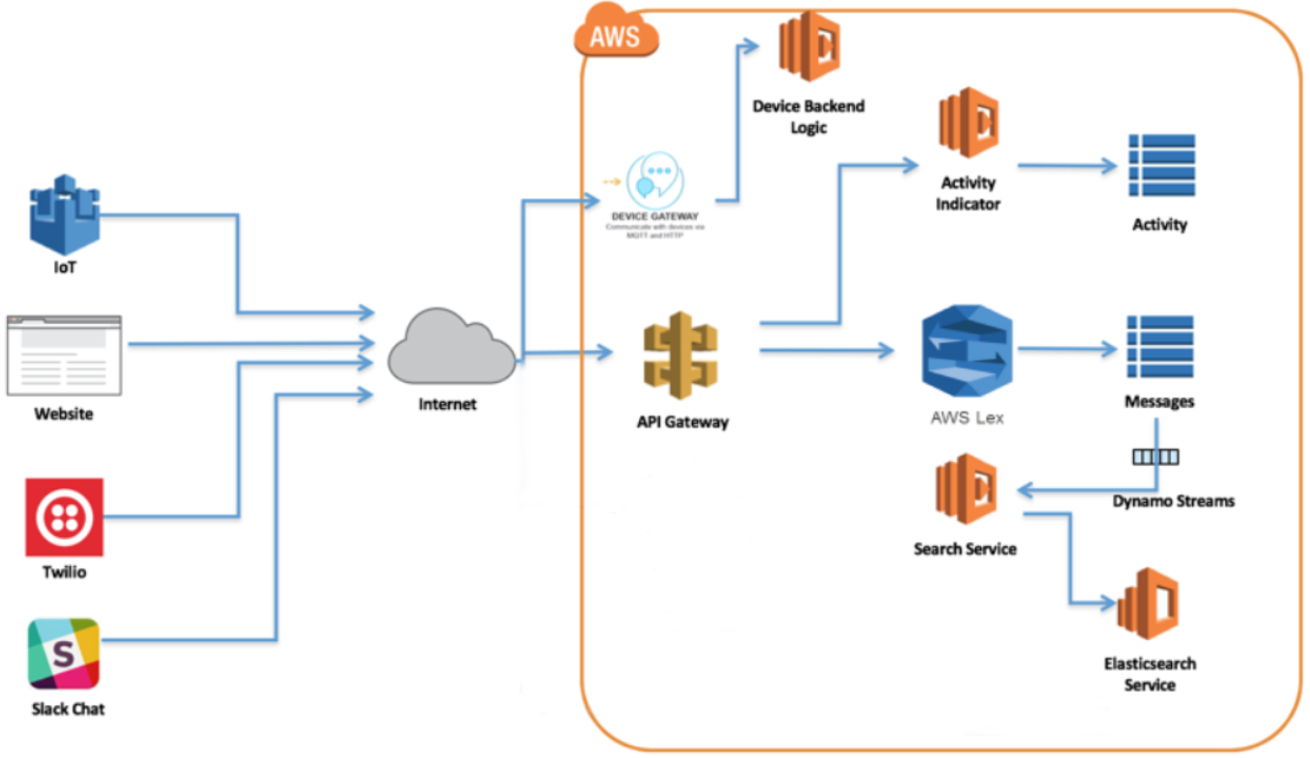 AWS
Device Backend
Logic
Activity
Indicator
Activity
DEVICE GATEWAY
Communicate with devices via
MQTT and HTTP
IoT
Website
Internet
API Gateway
AWS Lex
Messages
Dynamo Streams
Search Service
Twilio
S
Slack Chat
Elasticsearch
Service